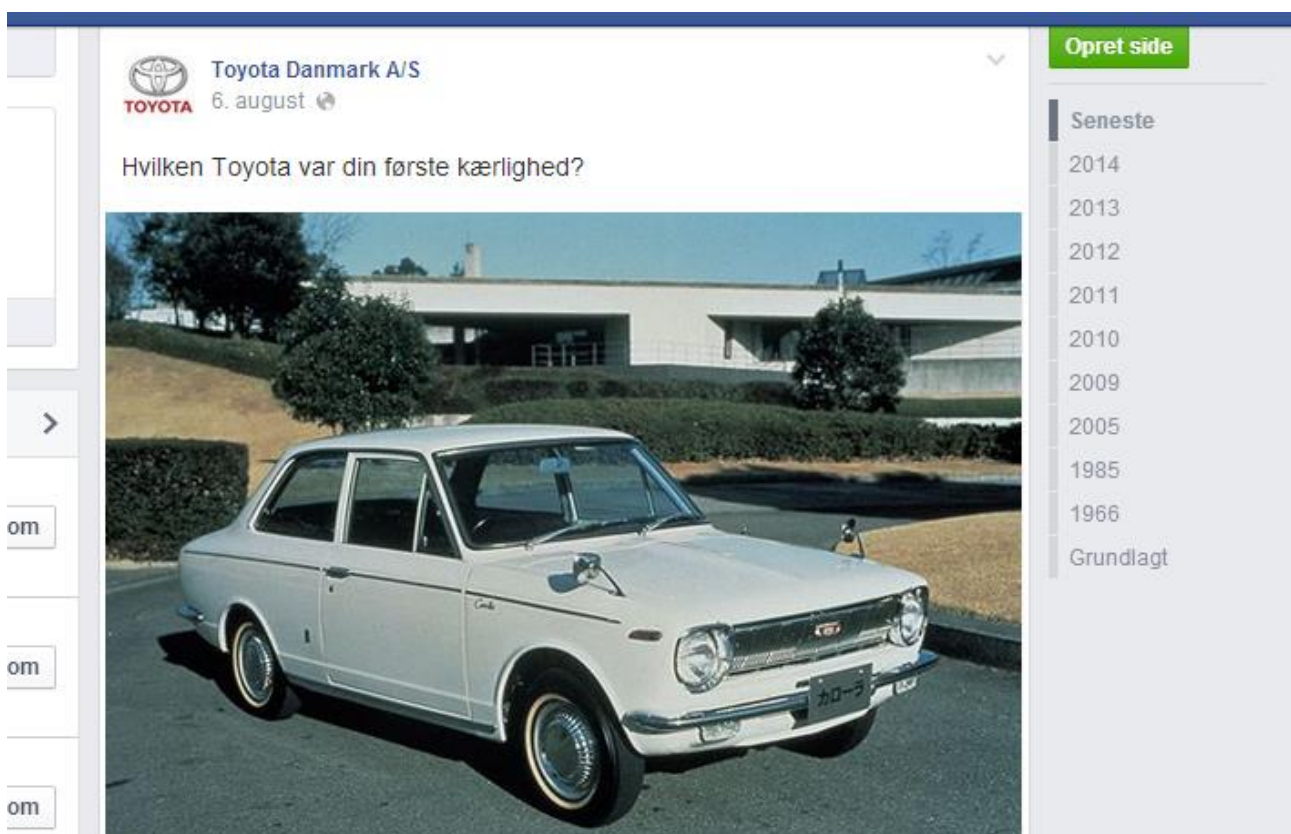 Toyota Danmark A/S
TOYOTA
6. august
Hvilken Toyota var din første kærlighed?
Corolla
カローラ
om
om
om
Opret side
Seneste
2014
2013
2012
2011
2010
2009
2005
1985
1966
Grundlagt